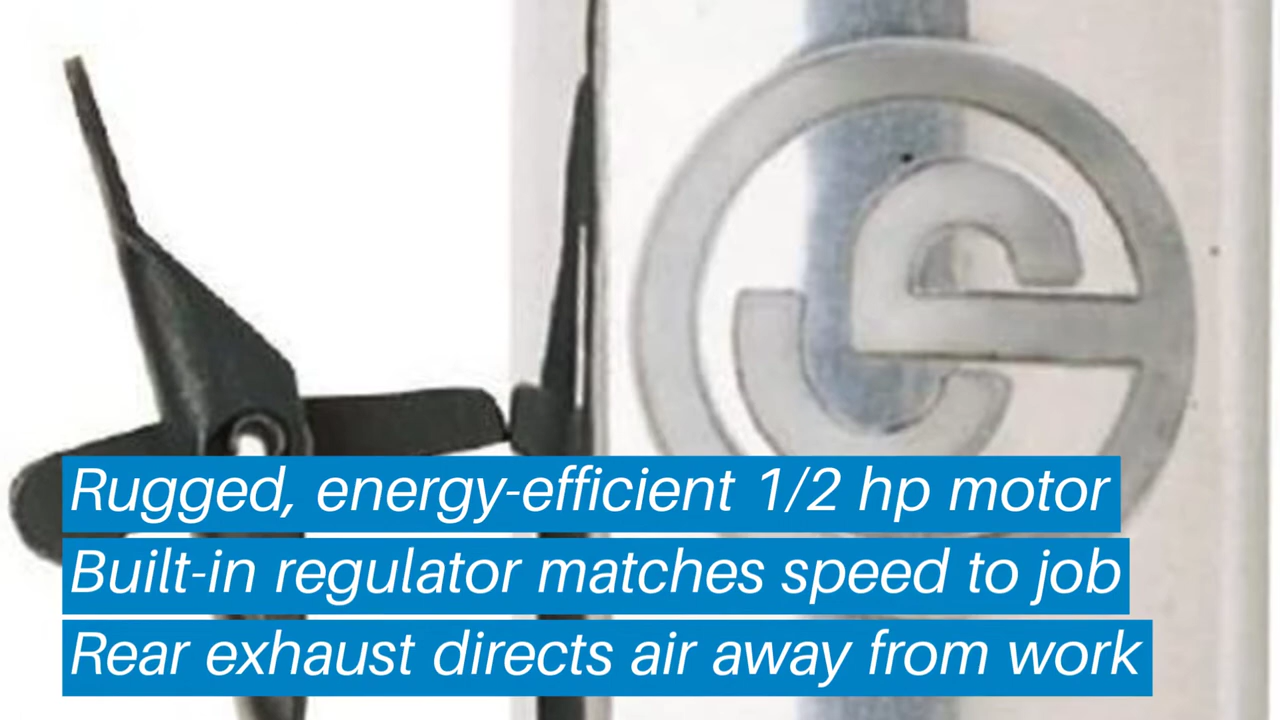 Rugged, energy-efficient 1/2 hp motor
Built-in regulator matches speed to job
Rear exhaust directs air away from work